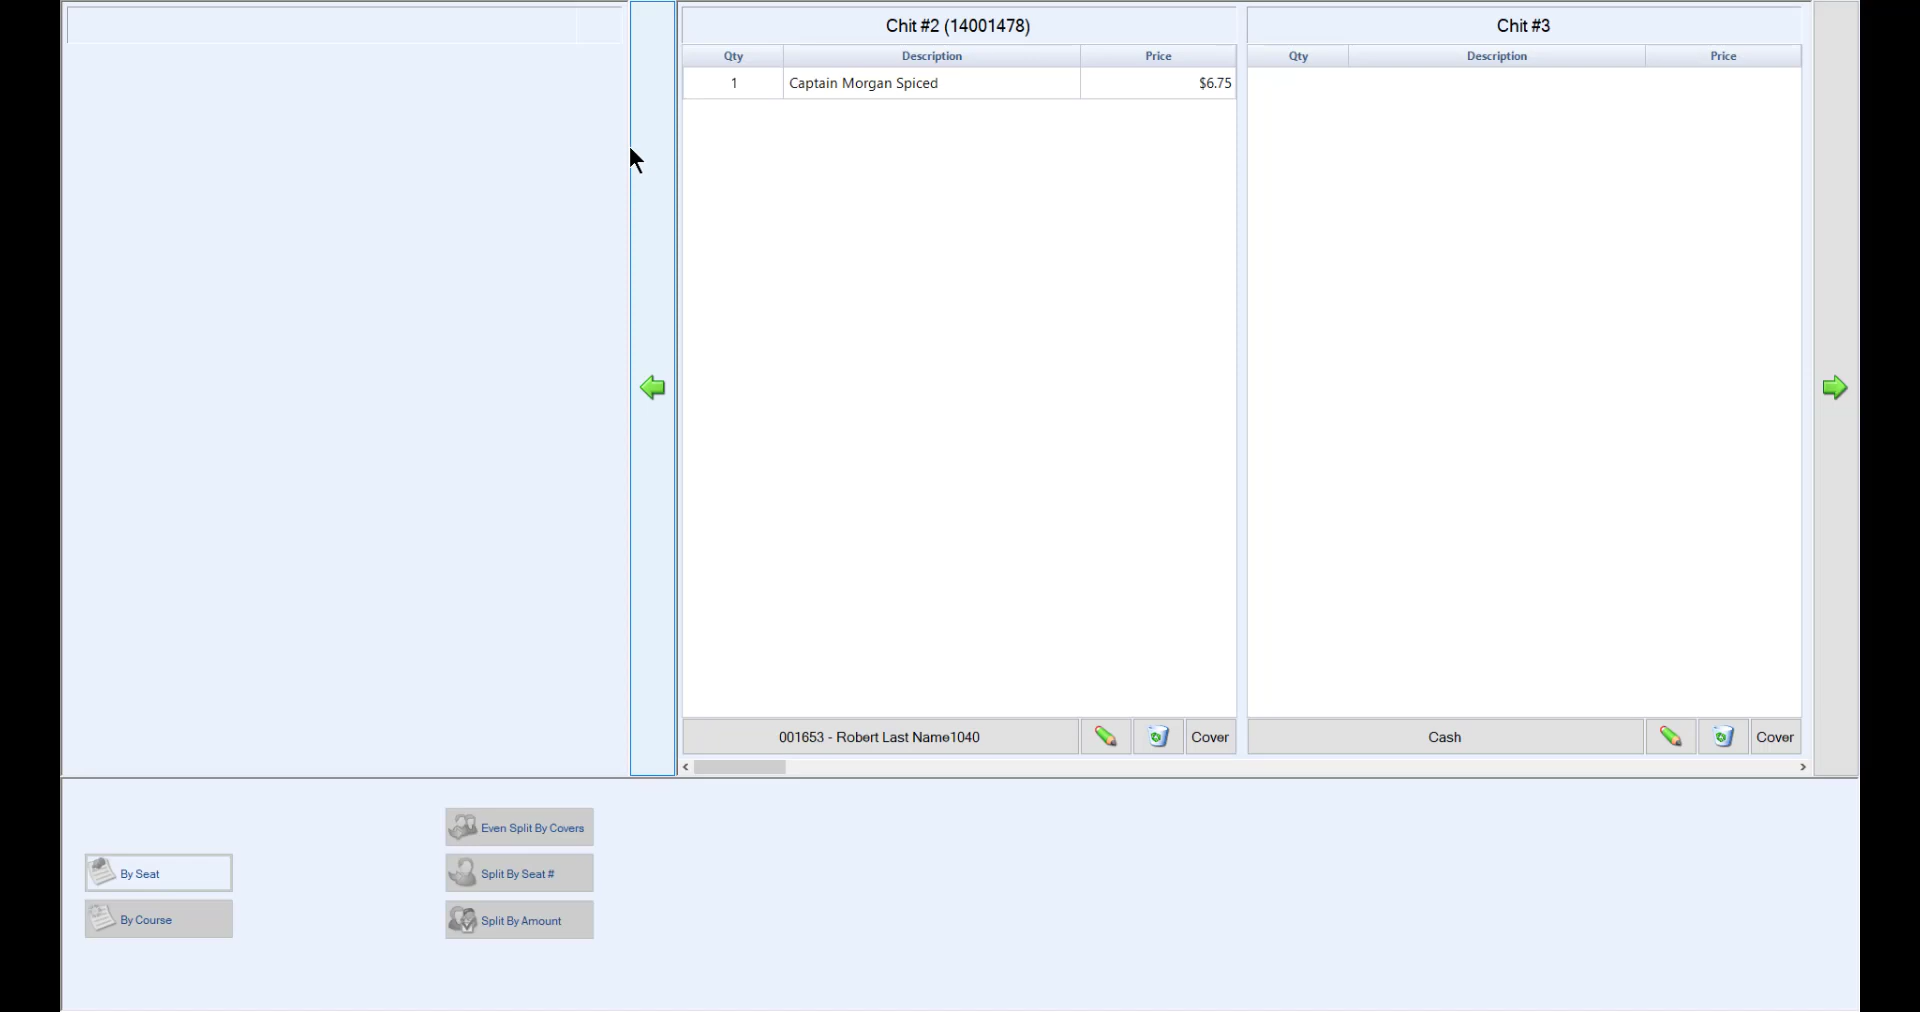 Chit #2 (14001478)
Qty Description Price
1 Captain Morgan Spiced $6.75
001653 - Robert Last Name1040 Cover
Chit #3
Qty Description Price
Cash Cover
By Seat
By Course
Even Split By Covers
Split By Seat #
Split By Amount